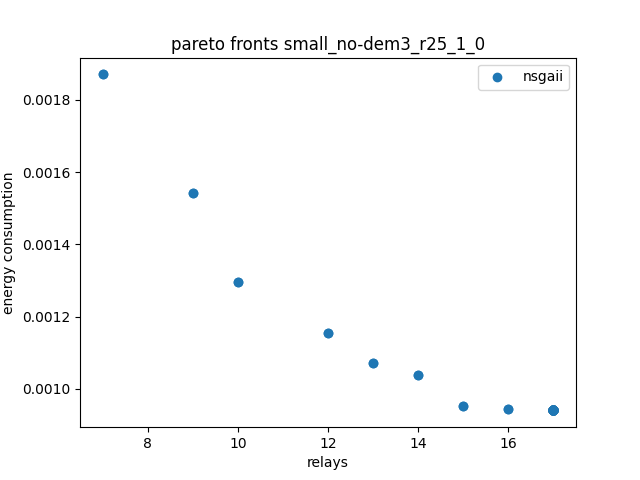 pareto fronts small_no-dem3_r25_1_0
nsgaii
energy consumption
0.0018
0.0016
0.0014
0.0012
0.0010
8 10 12 14 16
relays